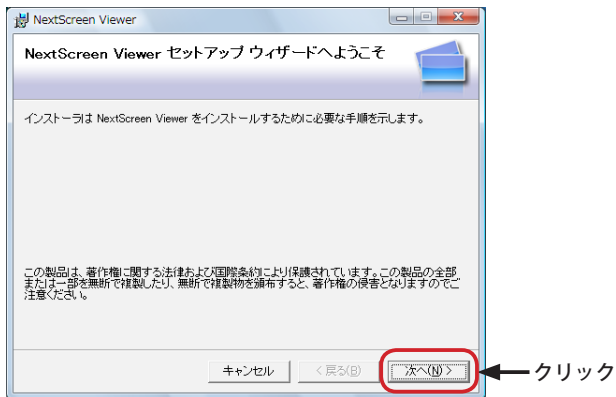 NextScreen Viewer
NextScreen Viewer セットアップ ウィザードへようこそ
インストーラは NextScreen Viewer をインストールするために必要な手順を示します。
この製品は、著作権に関する法律および国際条約により保護されています。この製品の全部
または一部を無断で複製したり、無断で複製物を頒布すると、著作権の侵害となりますのでご
注意ください。
キャンセル
< 戻る(B)
次へ(N) >
クリック